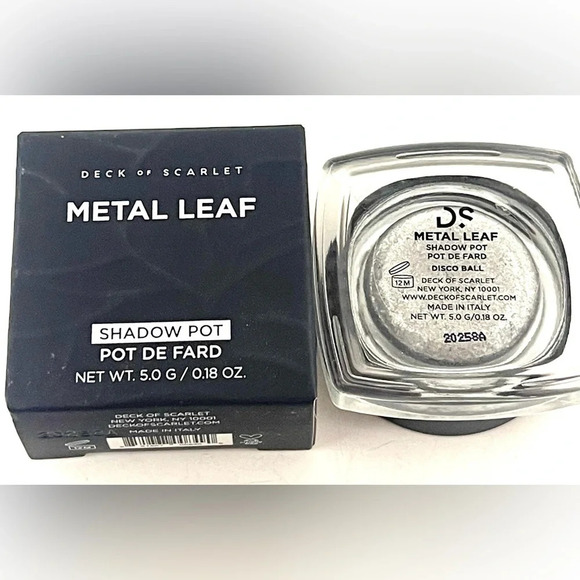 DECK OF SCARLET
METAL LEAF
SHADOW POT
POT DE FARD
NET WT. 5.0 G / 0.18 OZ.
DECK OF SCARLET
NEW YORK, NY 10001
DECKOFSCARLET.COM
MADE IN ITALY
12M
DS
METAL LEAF
SHADOW POT
POT DE FARD
DISCO BALL
12M
DECK OF SCARLET
NEW YORK, NY 10001
WWW.DECKOFSCARLET.COM
MADE IN ITALY
NET WT. 5.0 G/0.18 OZ.
20258A